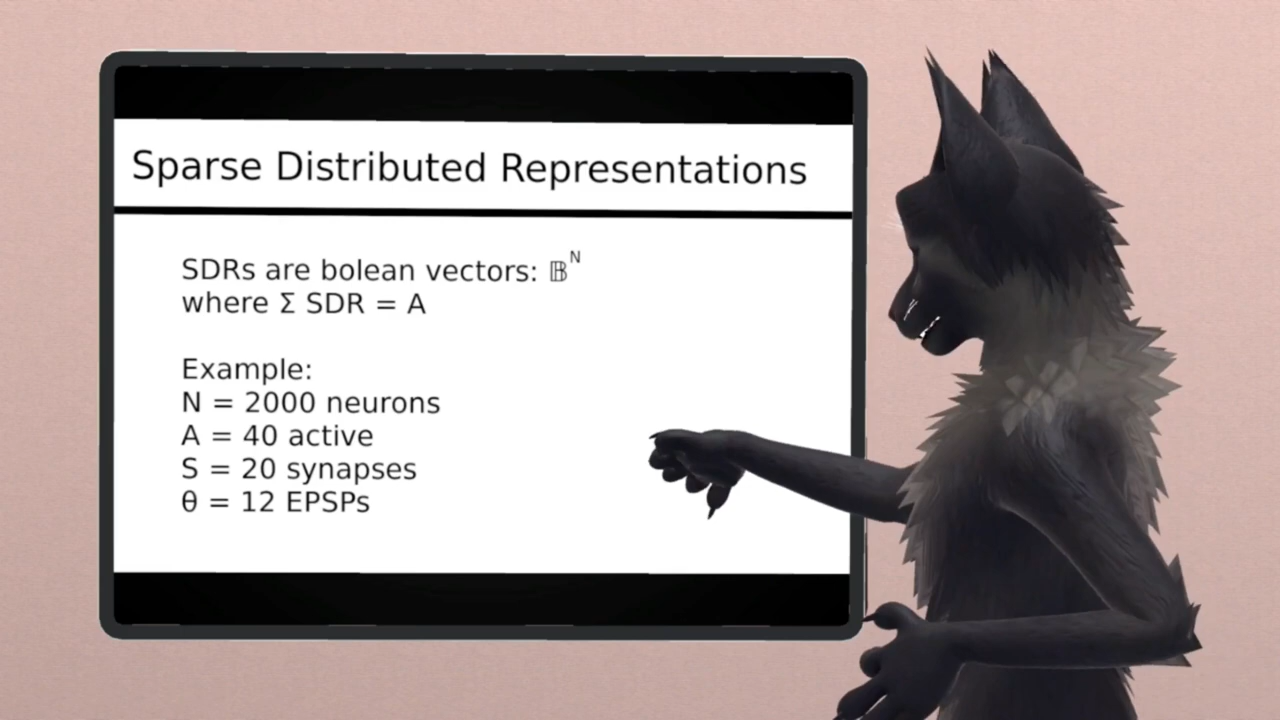 Sparse Distributed Representations
SDRs are bolean vectors: 𝔹ᴺ
where Σ SDR = A
Example:
N = 2000 neurons
A = 40 active
S = 20 synapses
θ = 12 EPSPs